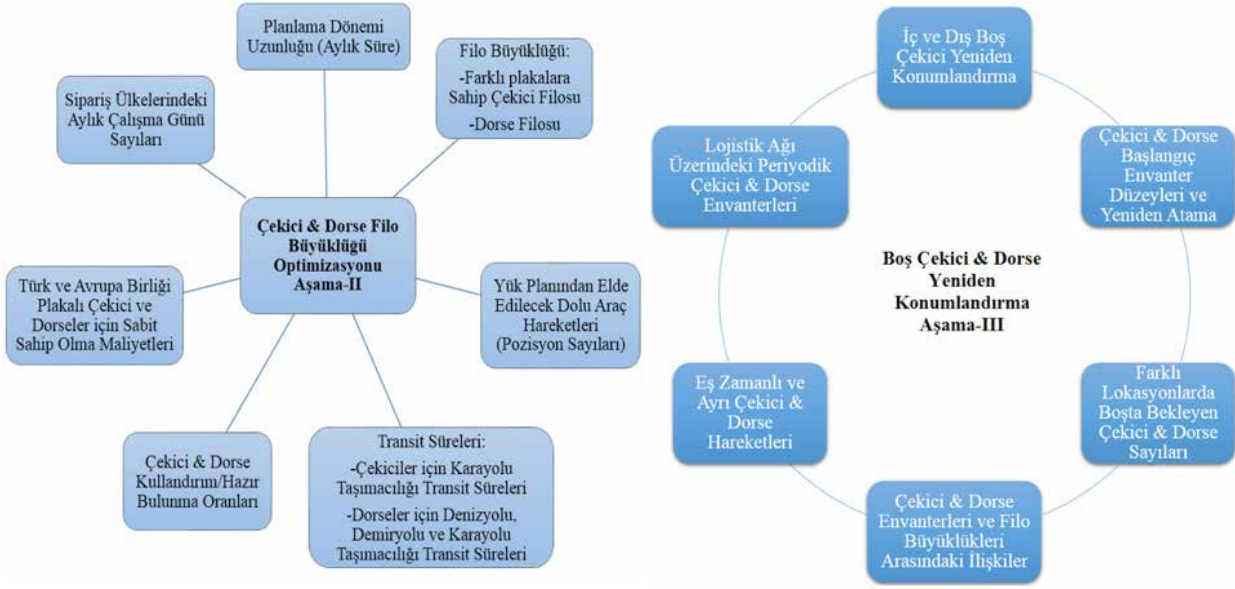 Planlama Dönemi
Uzunluğu (Aylık Süre)
Filo Büyüklüğü:
-Farklı plakalara
Sahip Çekici Filosu
-Dorse Filosu
Sipariş Ülkelerindeki
Aylık Çalışma Günü
Sayıları
Çekici & Dorse Filo
Büyüklüğü
Optimizasyonu
Aşama-II
Türk ve Avrupa Birliği
Plakalı Çekici ve
Dorseler için Sabit
Sahip Olma Maliyetleri
Yük Planından Elde
Edilecek Dolu Araç
Hareketleri
(Pozisyon Sayıları)
Çekici & Dorse
Kullandırım/Hazır
Bulunma Oranları
Transit Süreleri:
-Çekiciler için Karayolu
Taşımacılığı Transit Süreleri
-Dorseler için Denizyolu,
Demiryolu ve Karayolu
Taşımacılığı Transit Süreleri
İç ve Dış Boş
Çekici Yeniden
Konumlandırma
Lojistik Ağı
Üzerindeki Periyodik
Çekici & Dorse
Envanterleri
Çekici & Dorse
Başlangıç
Envanter
Düzeyleri ve
Yeniden Atama
Boş Çekici & Dorse
Yeniden
Konumlandırma
Aşama-III
Eş Zamanlı ve
Ayrı Çekici &
Dorse
Hareketleri
Farklı
Lokasyonlarda
Boşta Bekleyen
Çekici & Dorse
Sayıları
Çekici & Dorse
Envanterleri ve Filo
Büyüklükleri
Arasındaki İlişkiler